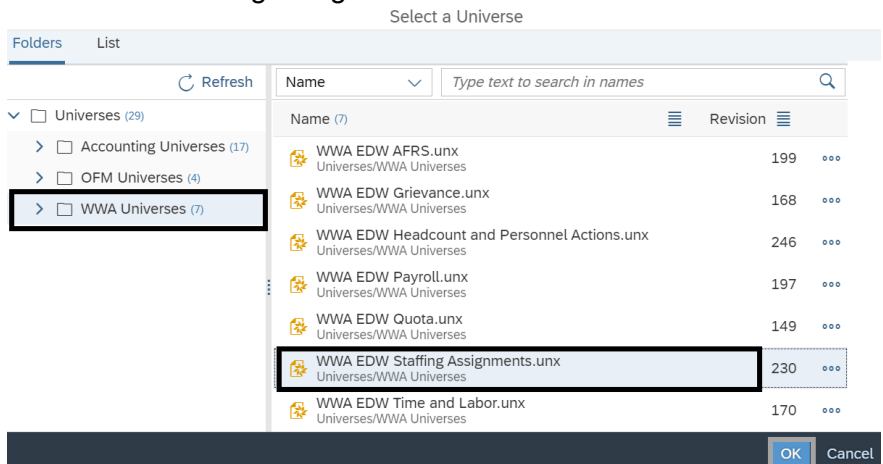 Select a Universe
Folders List
Refresh
Name Type text to search in names
Universes (29)
Accounting Universes (17)
OFM Universes (4)
WWA Universes (7)
Name (7) Revision
WWA EDW AFRS.unx
Universes/WWA Universes
199
WWA EDW Grievance.unx
Universes/WWA Universes
168
WWA EDW Headcount and Personnel Actions.unx
Universes/WWA Universes
246
WWA EDW Payroll.unx
Universes/WWA Universes
197
WWA EDW Quota.unx
Universes/WWA Universes
149
WWA EDW Staffing Assignments.unx
Universes/WWA Universes
230
WWA EDW Time and Labor.unx
Universes/WWA Universes
170
OK Cancel